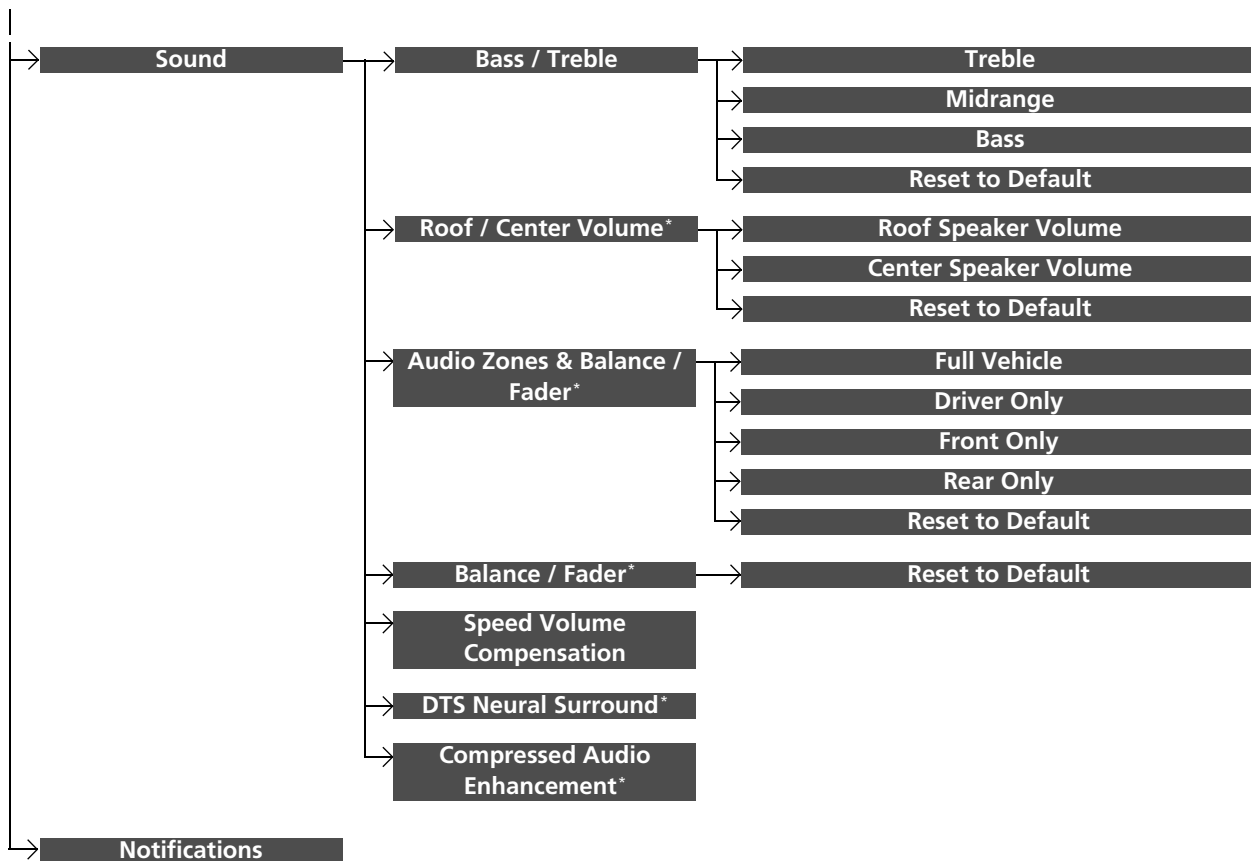 Sound
Bass / Treble
Treble
Midrange
Bass
Reset to Default
Roof / Center Volume*
Roof Speaker Volume
Center Speaker Volume
Reset to Default
Audio Zones & Balance /
Fader*
Full Vehicle
Driver Only
Front Only
Rear Only
Reset to Default
Balance / Fader*
Reset to Default
Speed Volume
Compensation
DTS Neural Surround*
Compressed Audio
Enhancement*
Notifications